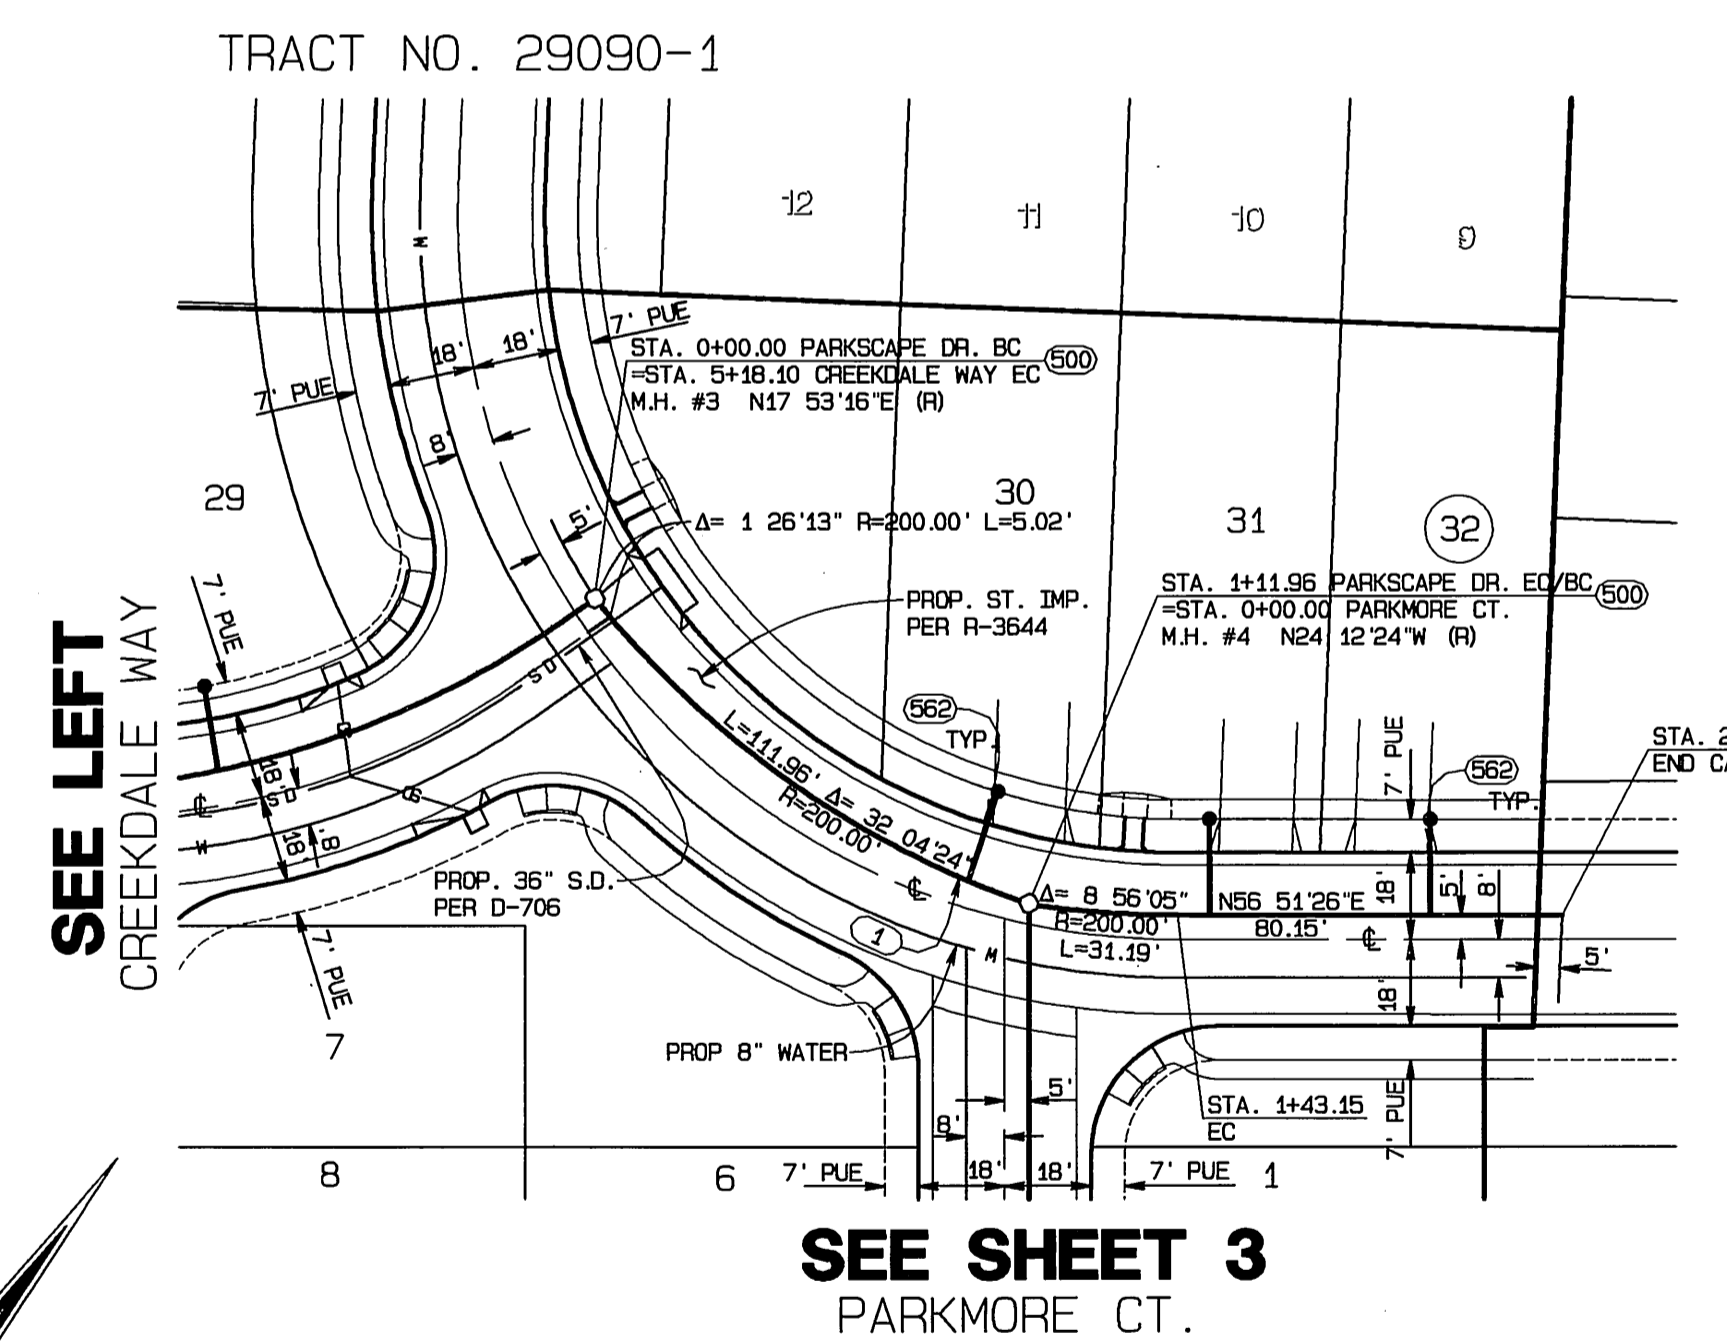 TRACT NO. 29090-1
12
11
10
9
W
7' PUE
18'
18'
7' PUE
8'
STA. 0+00.00 PARKSCAPE DR. BC
=STA. 5+18.10 CREEKDALE WAY EC
M.H. #3 N17 53'16"E (R)
500
29
30
31
32
5'
Δ= 1 26'13" R=200.00' L=5.02'
PROP. ST. IMP.
PER R-3644
STA. 1+11.96 PARKSCAPE DR. EC/BC
=STA. 0+00.00 PARKMORE CT.
M.H. #4 N24 12'24"W (R)
500
SEE LEFT
CREEKDALE WAY
7' PUE
SD
562
TYP.
7' PUE
562
TYP.
STA. 2
END CA
L=111.96' Δ= 32 04'24"
R=200.00'
℄
18'
SD
G
G
℄
W
18'
8'
PROP. 36" S.D.
PER D-706
7' PUE
7
1
Δ= 8 56'05"
R=200.00'
L=31.19'
N56 51'26"E
80.15'
℄
18'
5'
8'
18'
5'
W
PROP 8" WATER
5'
8'
STA. 1+43.15
EC
7' PUE
8
6
7' PUE
18'
18'
7' PUE
1
SEE SHEET 3
PARKMORE CT.